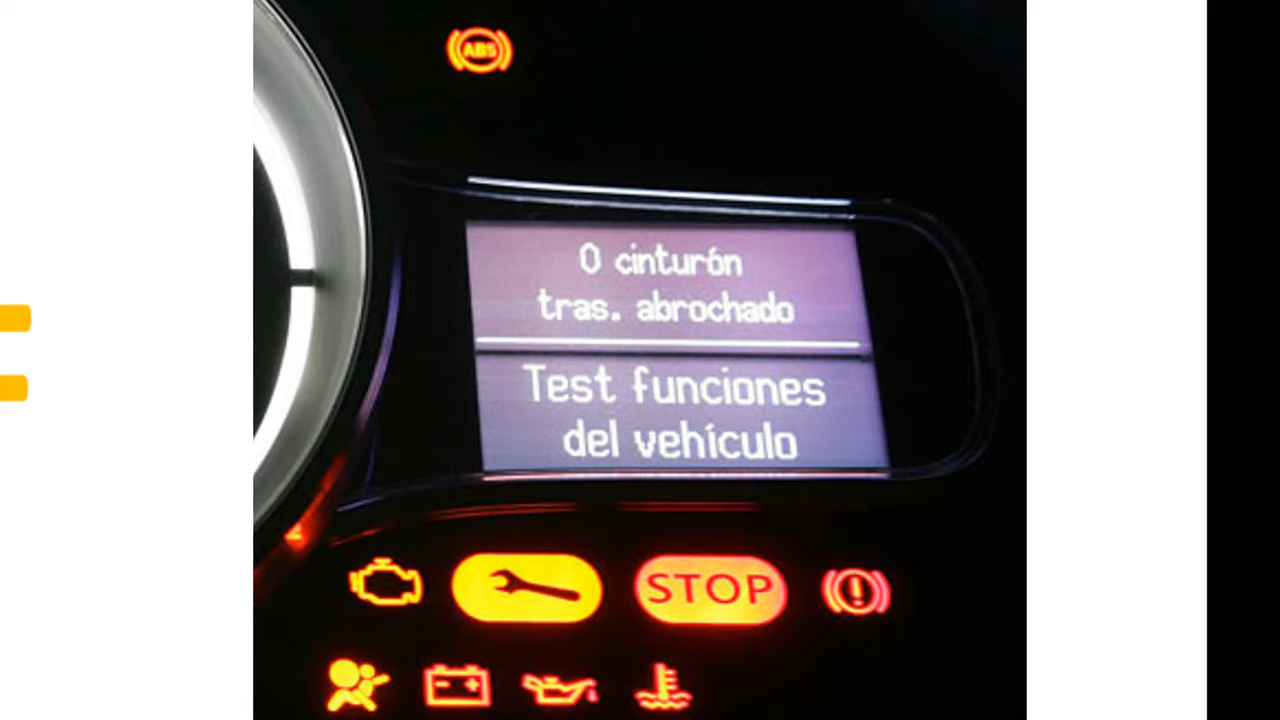 ABS
0 cinturón
tras. abrochado
Test funciones
del vehículo
STOP